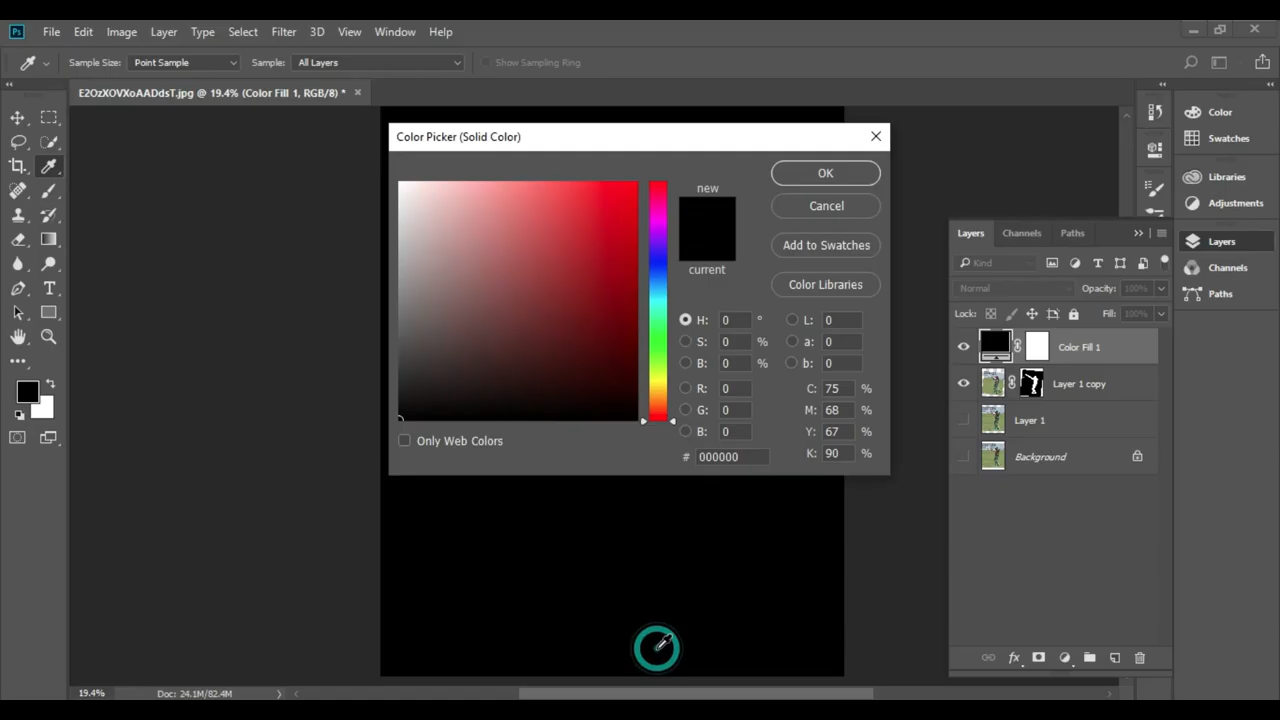 Ps File Edit Image Layer Type Select Filter 3D View Window Help
Sample Size: Point Sample Sample: All Layers Show Sampling Ring
E2OzXOVXoAADdsT.jpg @ 19.4% (Color Fill 1, RGB/8) *
Color Picker (Solid Color)
new
current
OK
Cancel
Add to Swatches
Color Libraries
H: 0 °
S: 0 %
B: 0 %
R: 0
G: 0
B: 0
# 000000
L: 0
a: 0
b: 0
C: 75 %
M: 68 %
Y: 67 %
K: 90 %
Only Web Colors
Color
Swatches
Libraries
Adjustments
Layers
Channels
Paths
Layers Channels Paths
Kind
Normal Opacity: 100%
Lock: Fill: 100%
Color Fill 1
Layer 1 copy
Layer 1
Background
fx
19.4% Doc: 24.1M/82.4M